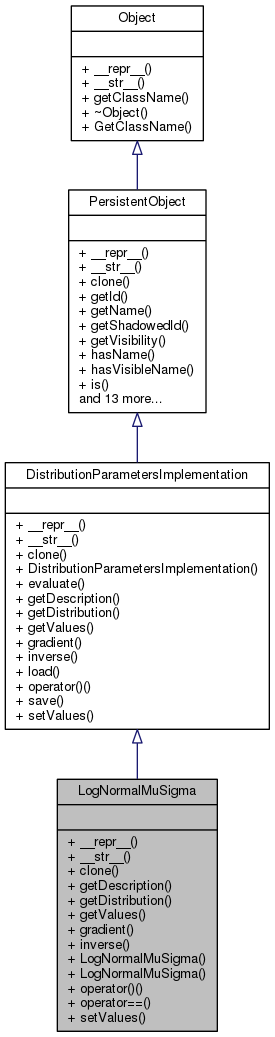 Object
+ __repr__()
+ __str__()
+ getClassName()
+ ~Object()
+ GetClassName()
PersistentObject
+ __repr__()
+ __str__()
+ clone()
+ getId()
+ getName()
+ getShadowedId()
+ getVisibility()
+ hasName()
+ hasVisibleName()
+ is()
and 13 more...
DistributionParametersImplementation
+ __repr__()
+ __str__()
+ clone()
+ DistributionParametersImplementation()
+ evaluate()
+ getDescription()
+ getDistribution()
+ getValues()
+ gradient()
+ inverse()
+ load()
+ operator()()
+ save()
+ setValues()
LogNormalMuSigma
+ __repr__()
+ __str__()
+ clone()
+ getDescription()
+ getDistribution()
+ getValues()
+ gradient()
+ inverse()
+ LogNormalMuSigma()
+ LogNormalMuSigma()
+ operator()()
+ operator==()
+ setValues()